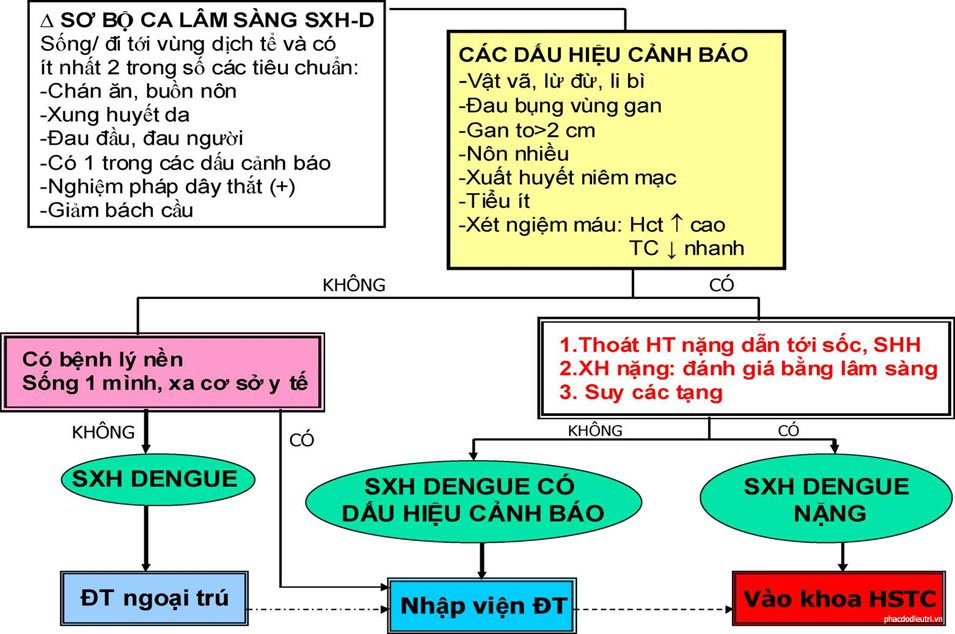 ∆ SƠ BỘ CA LÂM SÀNG SXH-D
Sống/ đi tới vùng dịch tể và có
ít nhất 2 trong số các tiêu chuẩn:
-Chán ăn, buồn nôn
-Xung huyết da
-Đau đầu, đau người
-Có 1 trong các dấu cảnh báo
-Nghiệm pháp dây thắt (+)
-Giảm bách cầu
CÁC DẤU HIỆU CẢNH BÁO
-Vật vã, lừ đừ, li bì
-Đau bụng vùng gan
-Gan to>2 cm
-Nôn nhiều
-Xuất huyết niêm mạc
-Tiểu ít
-Xét ngiệm máu: Hct ↑ cao
TC ↓ nhanh
KHÔNG
CÓ
Có bệnh lý nền
Sống 1 mình, xa cơ sở y tế
1.Thoát HT nặng dẫn tới sốc, SHH
2.XH nặng: đánh giá bằng lâm sàng
3. Suy các tạng
KHÔNG
CÓ
KHÔNG
CÓ
SXH DENGUE
SXH DENGUE CÓ
DẤU HIỆU CẢNH BÁO
SXH DENGUE
NẶNG
ĐT ngoại trú
Nhập viện ĐT
Vào khoa HSTC
phacdodieutri.vn